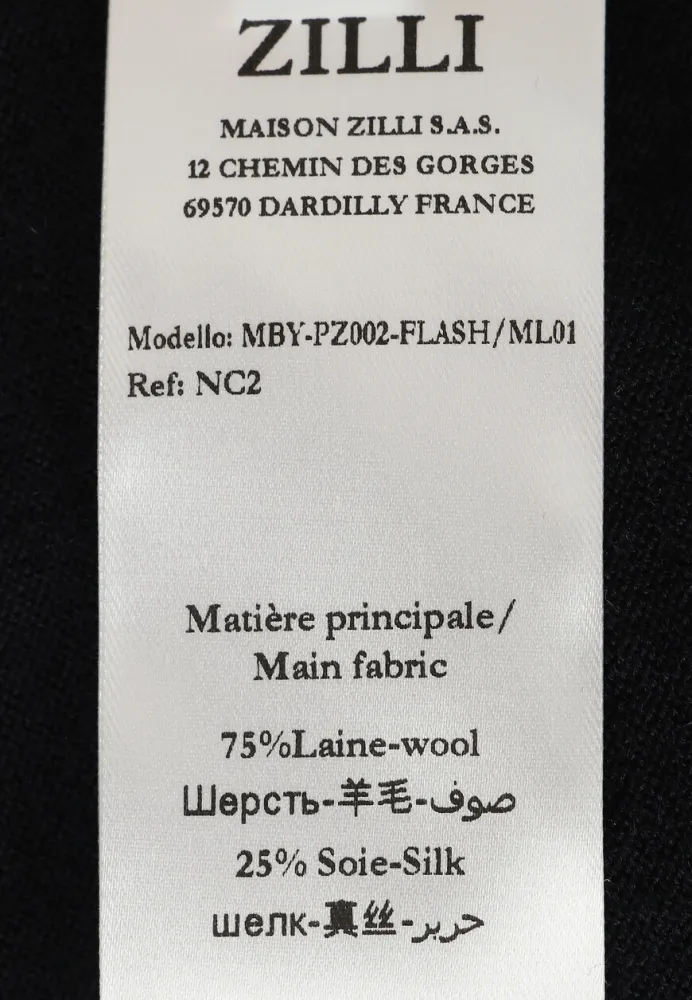 ZILLI
MAISON ZILLI S.A.S.
12 CHEMIN DES GORGES
69570 DARDILLY FRANCE
Modello: MBY-PZ002-FLASH/ML01
Ref: NC2
Matière principale/
Main fabric
75%Laine-wool
Шерсть-羊毛-صوف
25% Soie-Silk
шелк-真丝-حرير